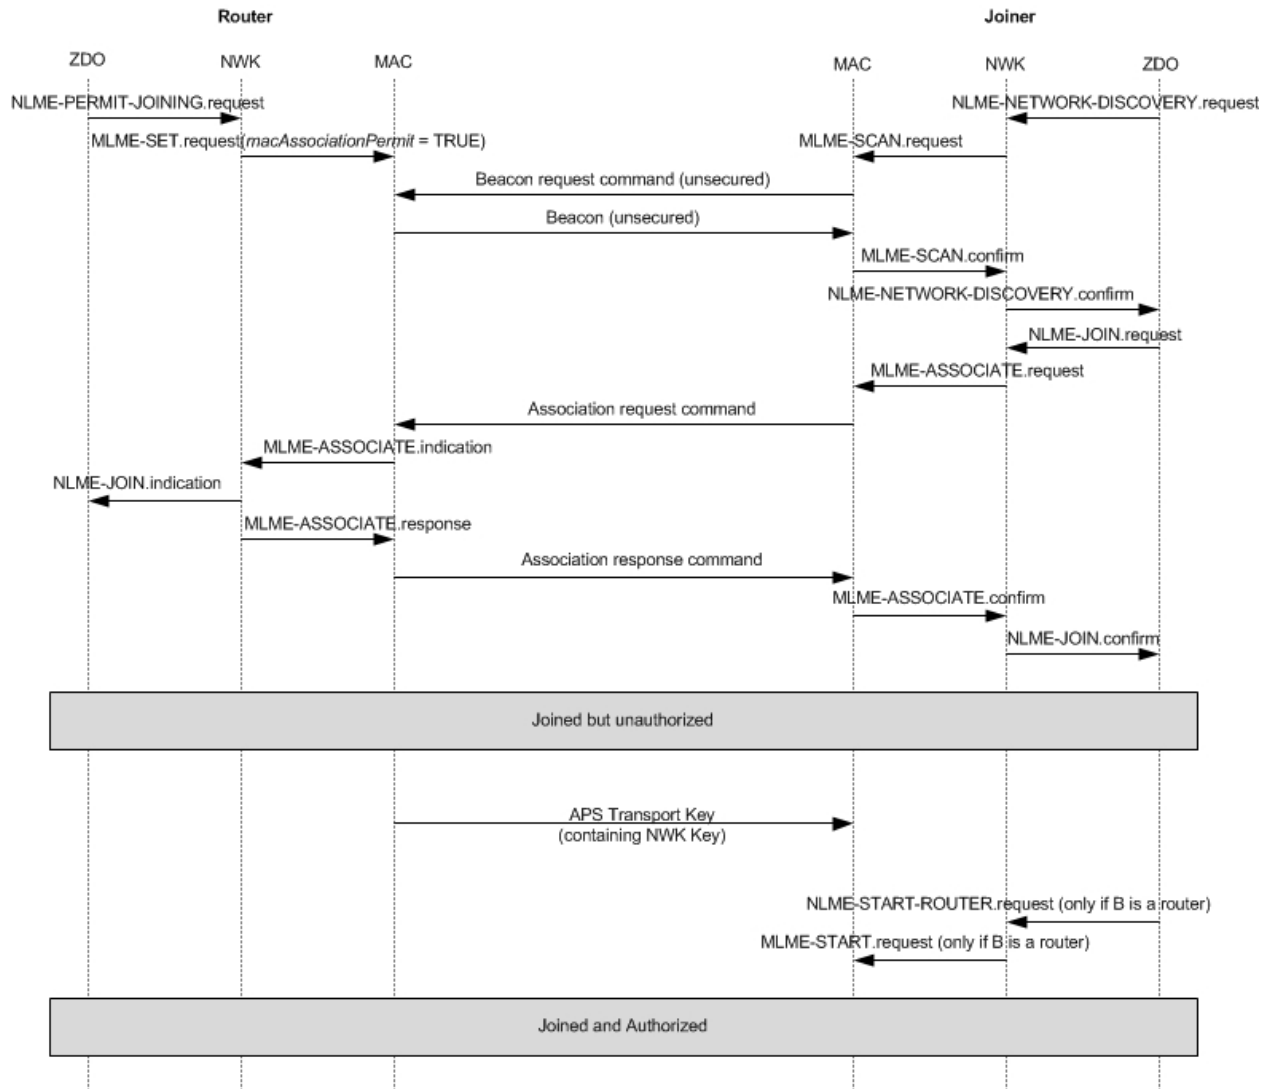 Router Joiner
ZDO NWK MAC MAC NWK ZDO
NLME-PERMIT-JOINING.request NLME-NETWORK-DISCOVERY.request
MLME-SET.request(macAssociationPermit = TRUE) MLME-SCAN.request
Beacon request command (unsecured)
Beacon (unsecured)
MLME-SCAN.confirm
NLME-NETWORK-DISCOVERY.confirm
NLME-JOIN.request
MLME-ASSOCIATE.request
Association request command
MLME-ASSOCIATE.indication
NLME-JOIN.indication
MLME-ASSOCIATE.response
Association response command
MLME-ASSOCIATE.confirm
NLME-JOIN.confirm
Joined but unauthorized
APS Transport Key
(containing NWK Key)
NLME-START-ROUTER.request (only if B is a router)
MLME-START.request (only if B is a router)
Joined and Authorized